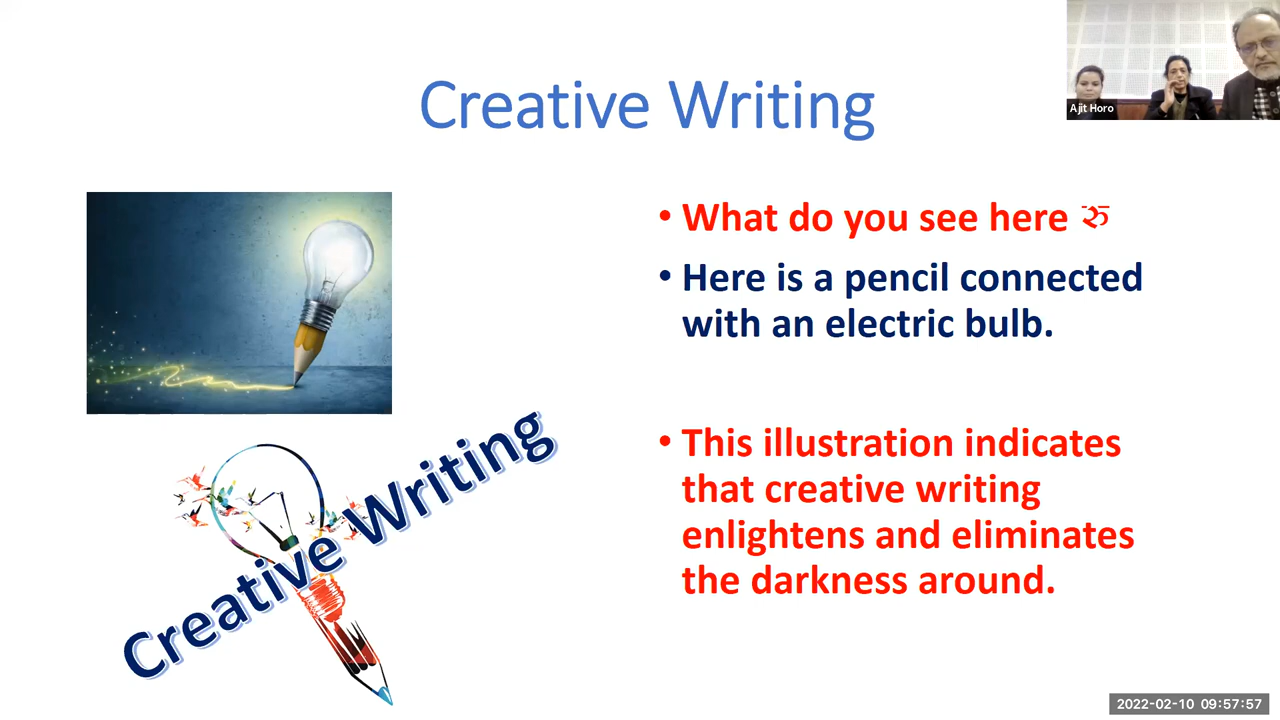 Creative Writing
Ajit Horo
• What do you see here रु
• Here is a pencil connected
with an electric bulb.
• This illustration indicates
that creative writing
enlightens and eliminates
the darkness around.
Creative Writing
2022-02-10 09:57:57